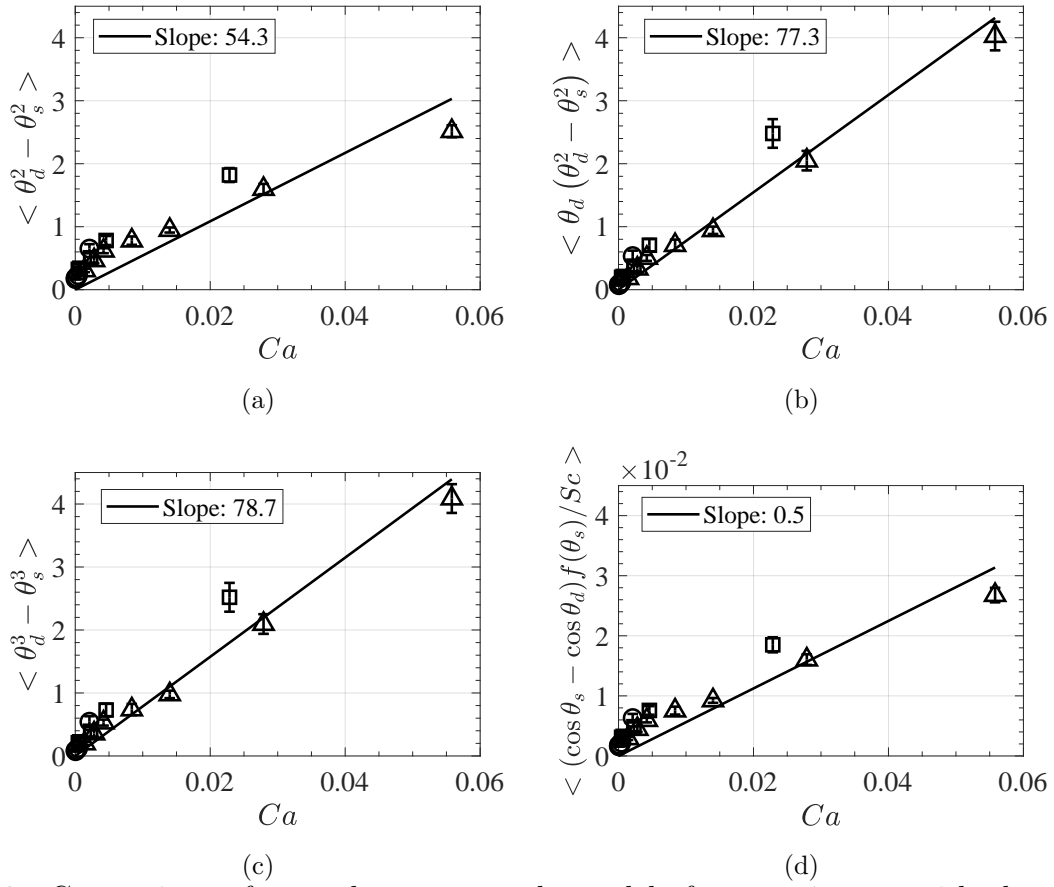 Slope: 54.3
< θ_d^2 − θ_s^2 >
4
3
2
1
0
0 0.02 0.04 0.06
Ca
(a)
Slope: 77.3
< θ_d (θ_d^2 − θ_s^2) >
4
3
2
1
0
0 0.02 0.04 0.06
Ca
(b)
Slope: 78.7
< θ_d^3 − θ_s^3 >
4
3
2
1
0
0 0.02 0.04 0.06
Ca
(c)
×10^-2
Slope: 0.5
< (cos θ_s − cos θ_d) f(θ_s)/Sc >
4
3
2
1
0
0 0.02 0.04 0.06
Ca
(d)